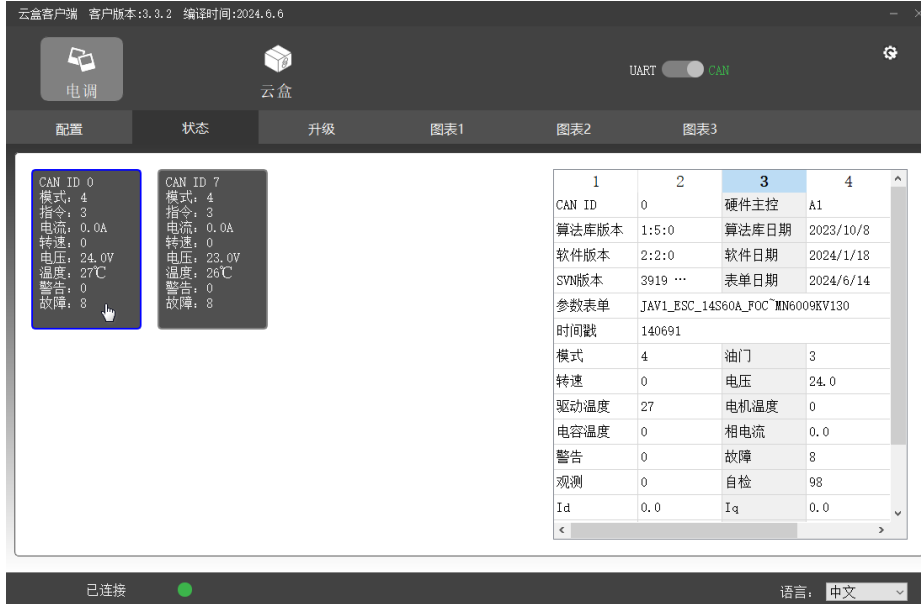 云盒客户端 客户版本:3.3.2 编译时间:2024.6.6
电调
云盒
UART CAN
配置 状态 升级 图表1 图表2 图表3
CAN ID 0
模式: 4
指令: 3
电流: 0.0A
转速: 0
电压: 24.0V
温度: 27℃
警告: 0
故障: 8
CAN ID 7
模式: 4
指令: 3
电流: 0.0A
转速: 0
电压: 23.0V
温度: 26℃
警告: 0
故障: 8
1 2 3 4
CAN ID 0 硬件主控 A1
算法库版本 1:5:0 算法库日期 2023/10/8
软件版本 2:2:0 软件日期 2024/1/18
SVN版本 3919 … 表单日期 2024/6/14
参数表单 JAV1_ESC_14S60A_FOC~MN6009KV130
时间戳 140691
模式 4 油门 3
转速 0 电压 24.0
驱动温度 27 电机温度 0
电容温度 0 相电流 0.0
警告 0 故障 8
观测 0 自检 98
Id 0.0 Iq 0.0
已连接
语言: 中文